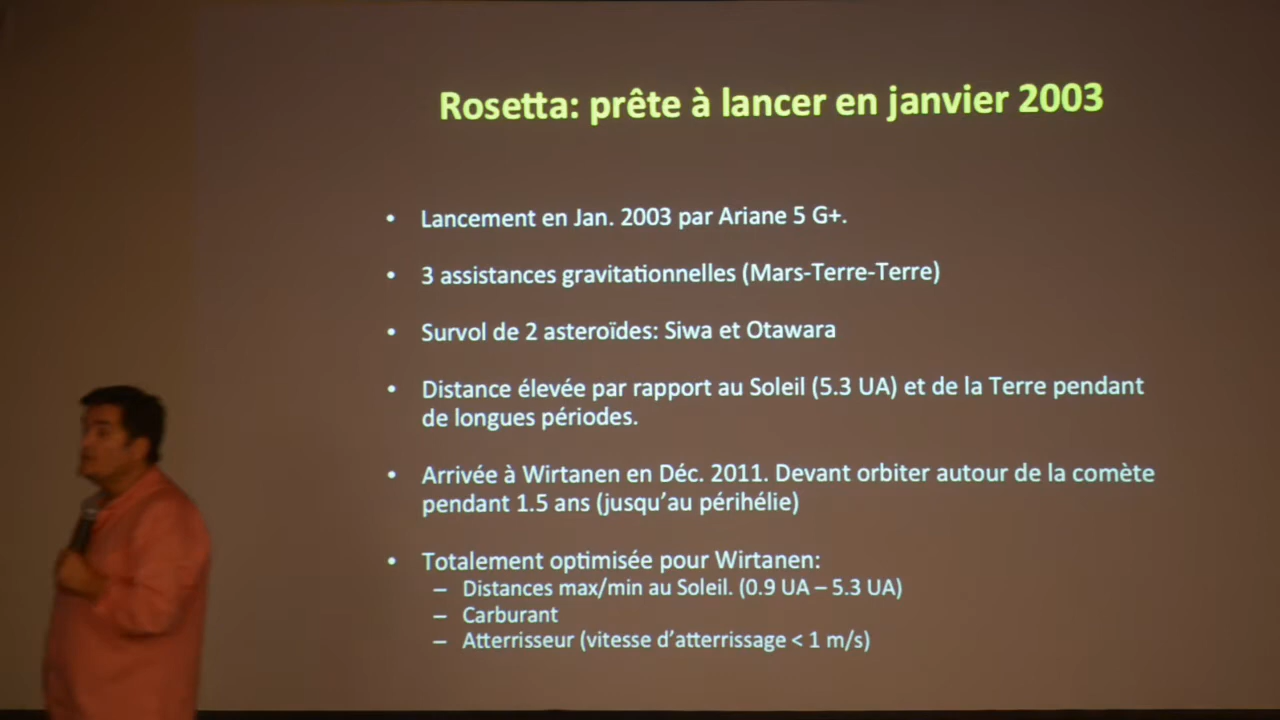 Rosetta: prête à lancer en janvier 2003
• Lancement en Jan. 2003 par Ariane 5 G+.
• 3 assistances gravitationnelles (Mars-Terre-Terre)
• Survol de 2 asteroïdes: Siwa et Otawara
• Distance élevée par rapport au Soleil (5.3 UA) et de la Terre pendant
de longues périodes.
• Arrivée à Wirtanen en Déc. 2011. Devant orbiter autour de la comète
pendant 1.5 ans (jusqu'au périhélie)
• Totalement optimisée pour Wirtanen:
– Distances max/min au Soleil. (0.9 UA – 5.3 UA)
– Carburant
– Atterrisseur (vitesse d'atterrissage < 1 m/s)